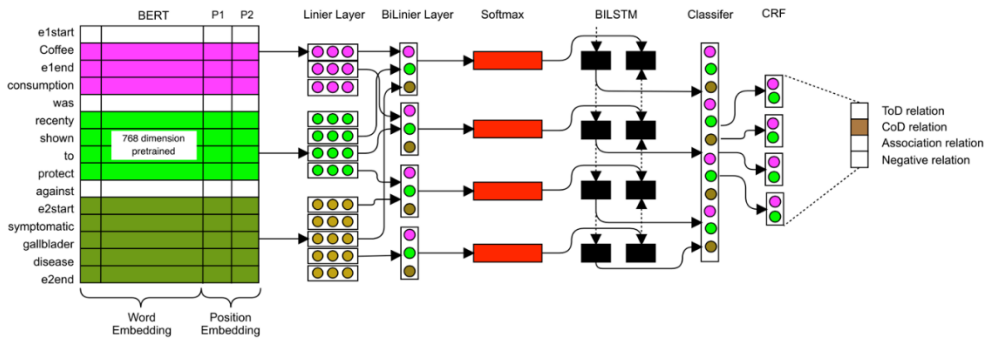 BERT P1 P2 Linier Layer BiLinier Layer Softmax BILSTM Classifer CRF
e1start
Coffee
e1end
consumption
was
recenty
shown
to
protect
against
e2start
symptomatic
gallblader
disease
e2end
768 dimension
pretrained
ToD relation
CoD relation
Association relation
Negative relation
Word
Embedding
Position
Embedding